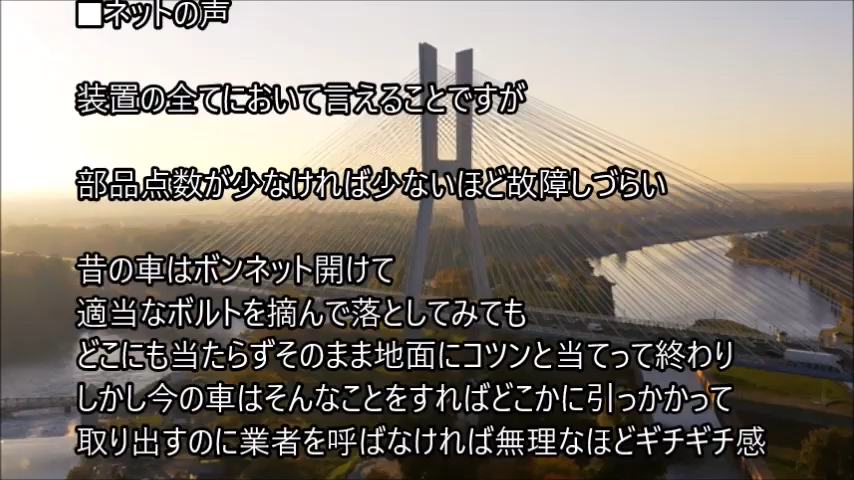 ■ネットの声
装置の全てにおいて言えることですが
部品点数が少なければ少ないほど故障しづらい
昔の車はボンネット開けて
適当なボルトを摘んで落としてみても
どこにも当たらずそのまま地面にコツンと当てって終わり
しかし今の車はそんなことをすればどこかに引っかかって
取り出すのに業者を呼ばなければ無理なほどギチギチ感